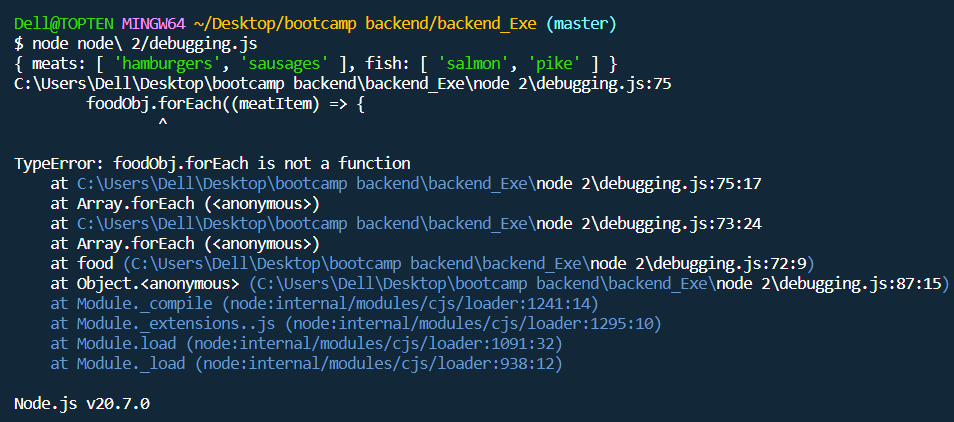 Dell@TOPTEN MINGW64 ~/Desktop/bootcamp backend/backend_Exe (master)
$ node node\ 2/debugging.js
{ meats: [ 'hamburgers', 'sausages' ], fish: [ 'salmon', 'pike' ] }
C:\Users\Dell\Desktop\bootcamp backend\backend_Exe\node 2\debugging.js:75
        foodObj.forEach((meatItem) => {
                ^

TypeError: foodObj.forEach is not a function
    at C:\Users\Dell\Desktop\bootcamp backend\backend_Exe\node 2\debugging.js:75:17
    at Array.forEach (<anonymous>)
    at C:\Users\Dell\Desktop\bootcamp backend\backend_Exe\node 2\debugging.js:73:24
    at Array.forEach (<anonymous>)
    at food (C:\Users\Dell\Desktop\bootcamp backend\backend_Exe\node 2\debugging.js:72:9)
    at Object.<anonymous> (C:\Users\Dell\Desktop\bootcamp backend\backend_Exe\node 2\debugging.js:87:15)
    at Module._compile (node:internal/modules/cjs/loader:1241:14)
    at Module._extensions..js (node:internal/modules/cjs/loader:1295:10)
    at Module.load (node:internal/modules/cjs/loader:1091:32)
    at Module._load (node:internal/modules/cjs/loader:938:12)

Node.js v20.7.0